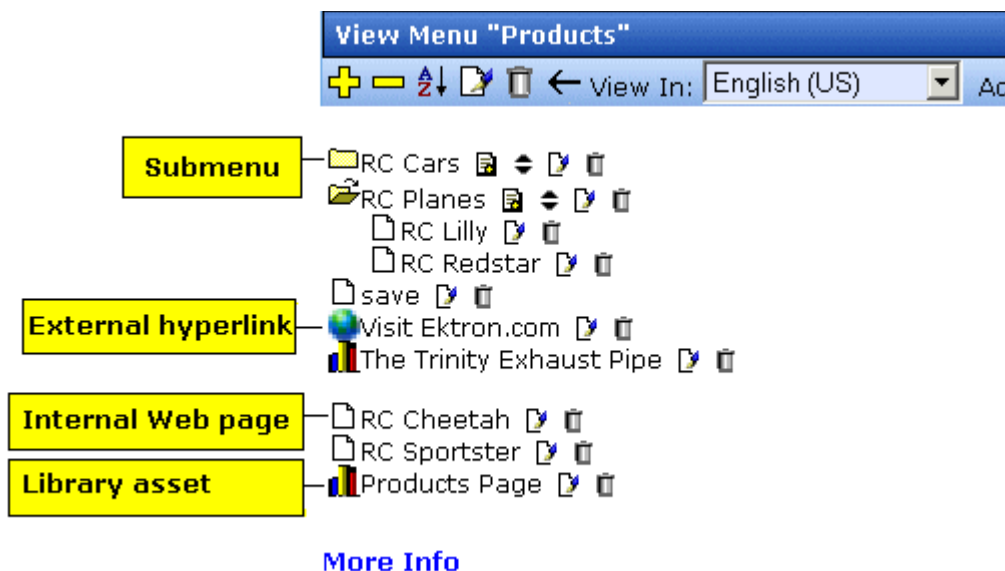 View Menu "Products"
View In: English (US) Ad
Submenu
RC Cars
RC Planes
RC Lilly
RC Redstar
save
External hyperlink
Visit Ektron.com
The Trinity Exhaust Pipe
Internal Web page
RC Cheetah
RC Sportster
Library asset
Products Page
More Info